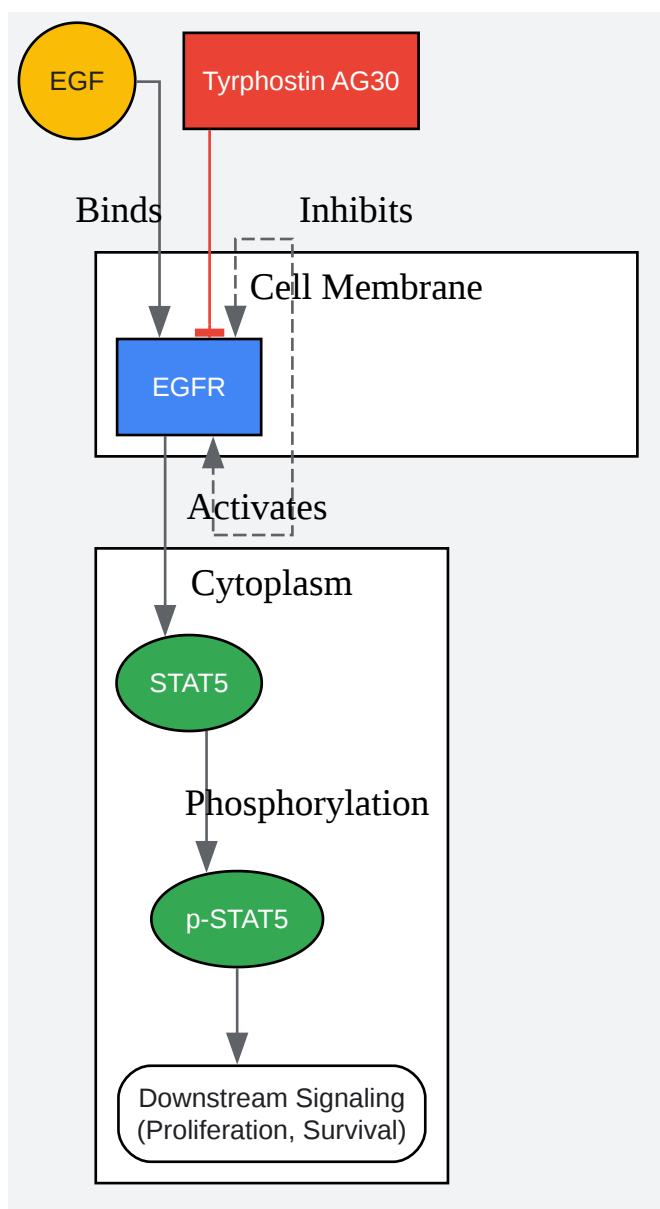 EGF
Tyrphostin AG30
Binds
Inhibits
Cell Membrane
EGFR
Activates
Cytoplasm
STAT5
Phosphorylation
p-STAT5
Downstream Signaling
(Proliferation, Survival)